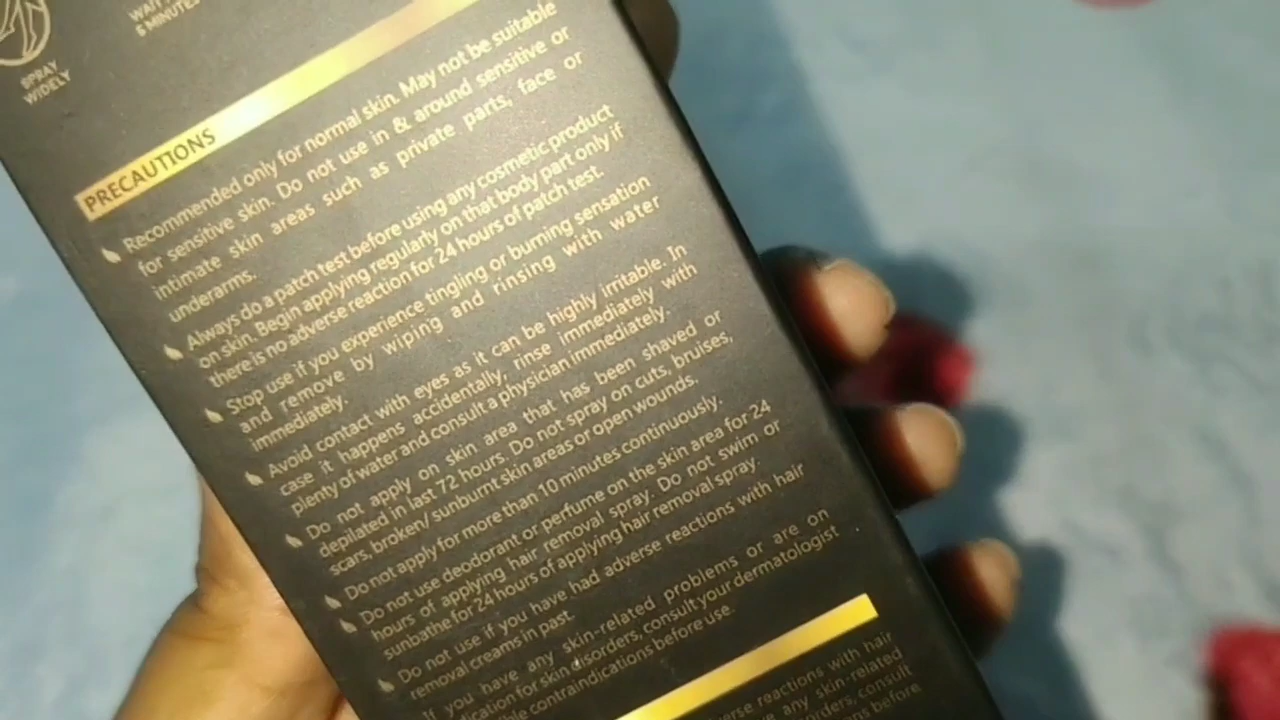 WAIT
6 MINUTES
SPRAY
WIDELY
PRECAUTIONS
Recommended only for normal skin. May not be suitable
for sensitive skin. Do not use in & around sensitive or
intimate skin areas such as private parts, face or
underarms.
Always do a patch test before using any cosmetic product
on skin. Begin applying regularly on that body part only if
there is no adverse reaction for 24 hours of patch test.
Stop use if you experience tingling or burning sensation
and remove by wiping and rinsing with water
immediately.
Avoid contact with eyes as it can be highly irritable. In
case it happens accidentally, rinse immediately with
plenty of water and consult a physician immediately.
Do not apply on skin area that has been shaved or
depilated in last 72 hours. Do not spray on cuts, bruises,
scars, broken/ sunburnt skin areas or open wounds.
Do not apply for more than 10 minutes continuously.
Do not use deodorant or perfume on the skin area for 24
hours of applying hair removal spray. Do not swim or
sunbathe for 24 hours of applying hair removal spray.
Do not use if you have had adverse reactions with hair
removal creams in past.
If you have any skin-related problems or are on
for skin disorders, consult your dermatologist
contraindications before use.
reactions with hair
any skin-related
consult
before